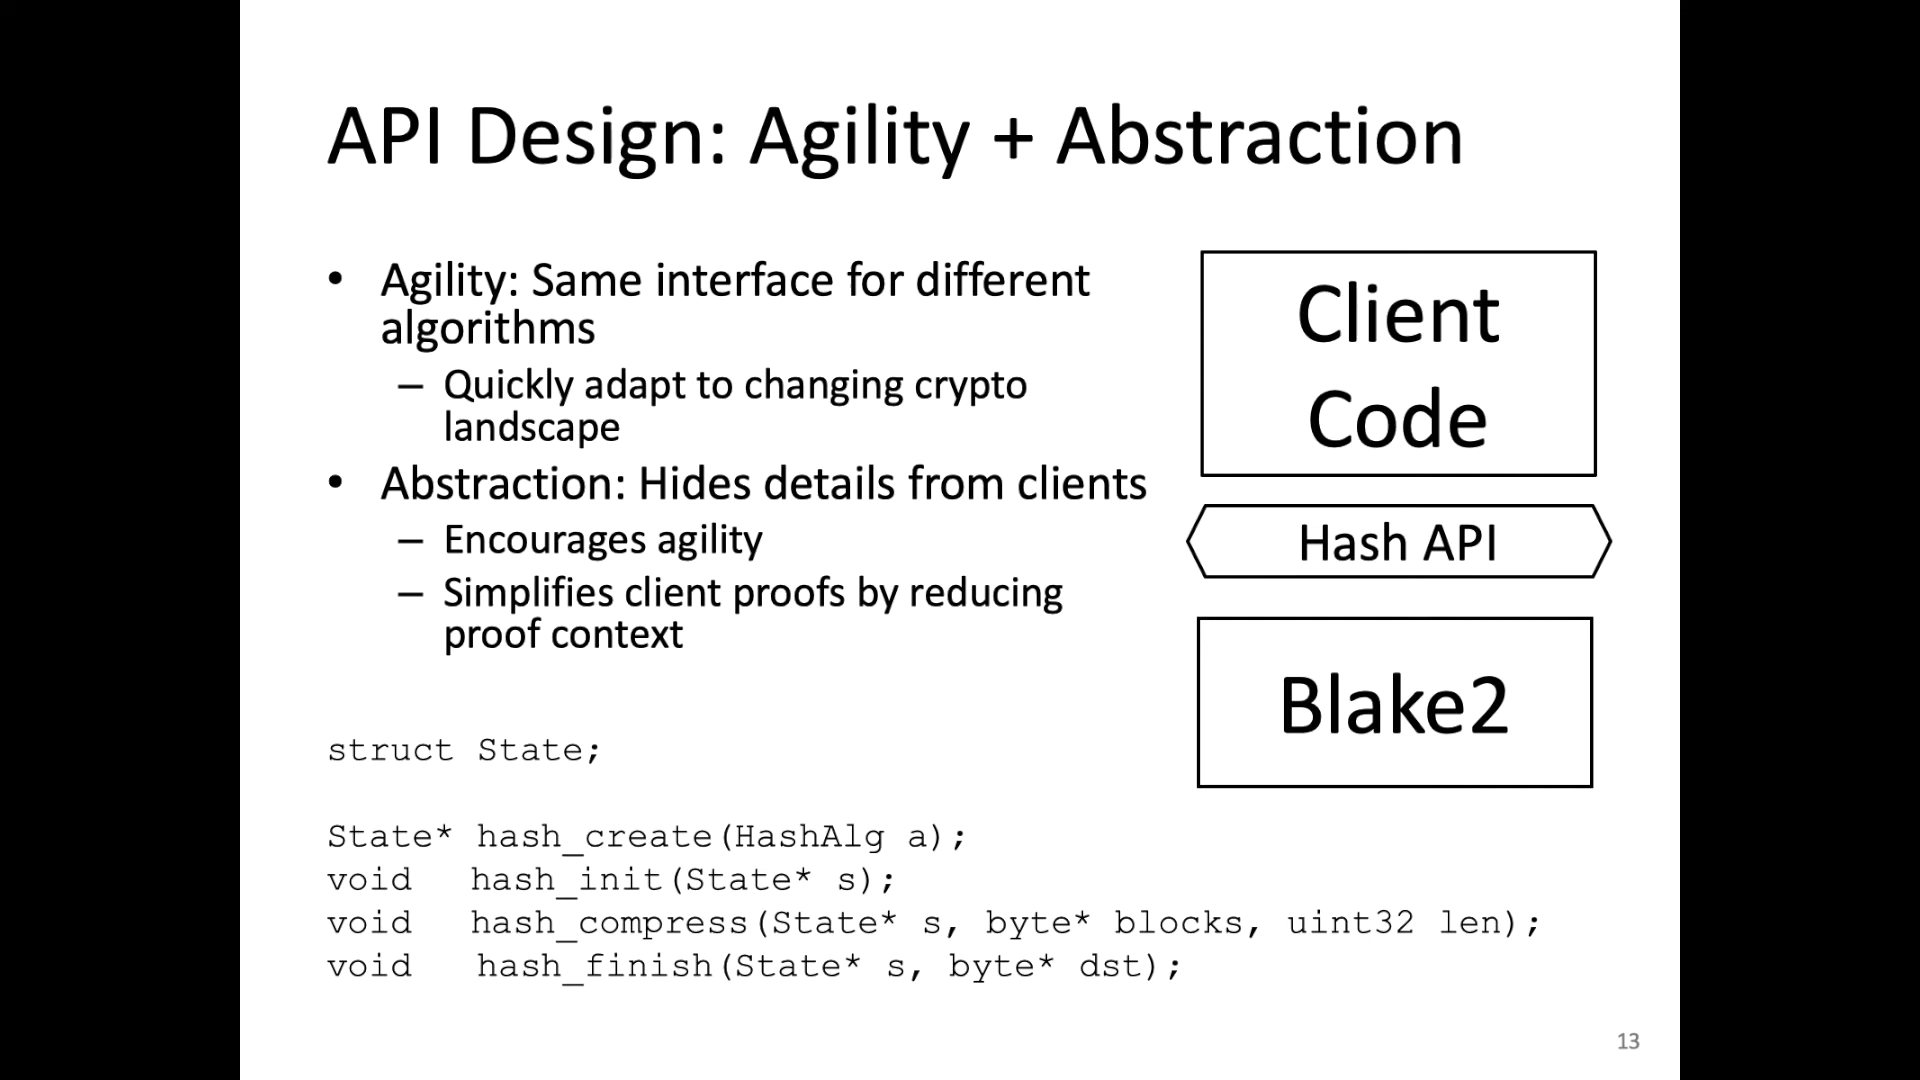 API Design: Agility + Abstraction
• Agility: Same interface for different
algorithms
– Quickly adapt to changing crypto
landscape
• Abstraction: Hides details from clients
– Encourages agility
– Simplifies client proofs by reducing
proof context
Client
Code
Hash API
Blake2
struct State;
State* hash_create(HashAlg a);
void hash_init(State* s);
void hash_compress(State* s, byte* blocks, uint32 len);
void hash_finish(State* s, byte* dst);
13